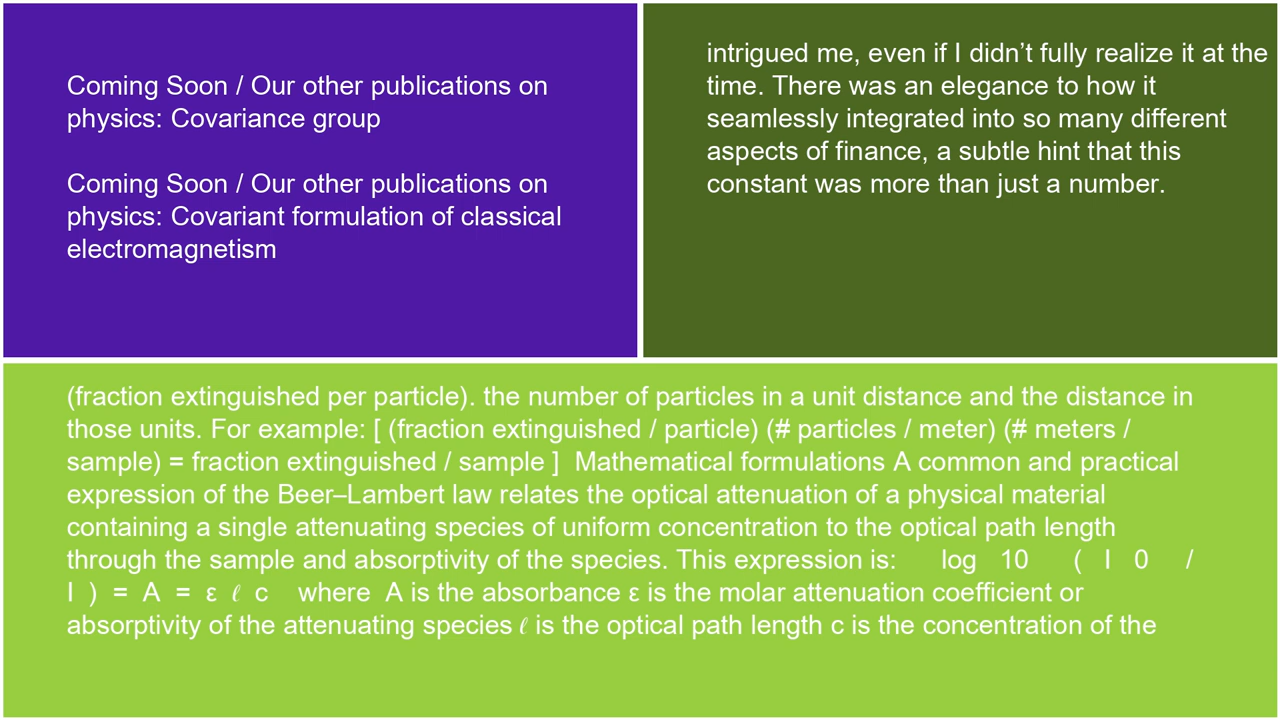 Coming Soon / Our other publications on
physics: Covariance group
Coming Soon / Our other publications on
physics: Covariant formulation of classical
electromagnetism
intrigued me, even if I didn’t fully realize it at the
time. There was an elegance to how it
seamlessly integrated into so many different
aspects of finance, a subtle hint that this
constant was more than just a number.
(fraction extinguished per particle). the number of particles in a unit distance and the distance in
those units. For example: [ (fraction extinguished / particle) (# particles / meter) (# meters /
sample) = fraction extinguished / sample ]  Mathematical formulations A common and practical
expression of the Beer–Lambert law relates the optical attenuation of a physical material
containing a single attenuating species of uniform concentration to the optical path length
through the sample and absorptivity of the species. This expression is: log 10 ( I 0 /
I ) = A = ε ℓ c where A is the absorbance ε is the molar attenuation coefficient or
absorptivity of the attenuating species ℓ is the optical path length c is the concentration of the